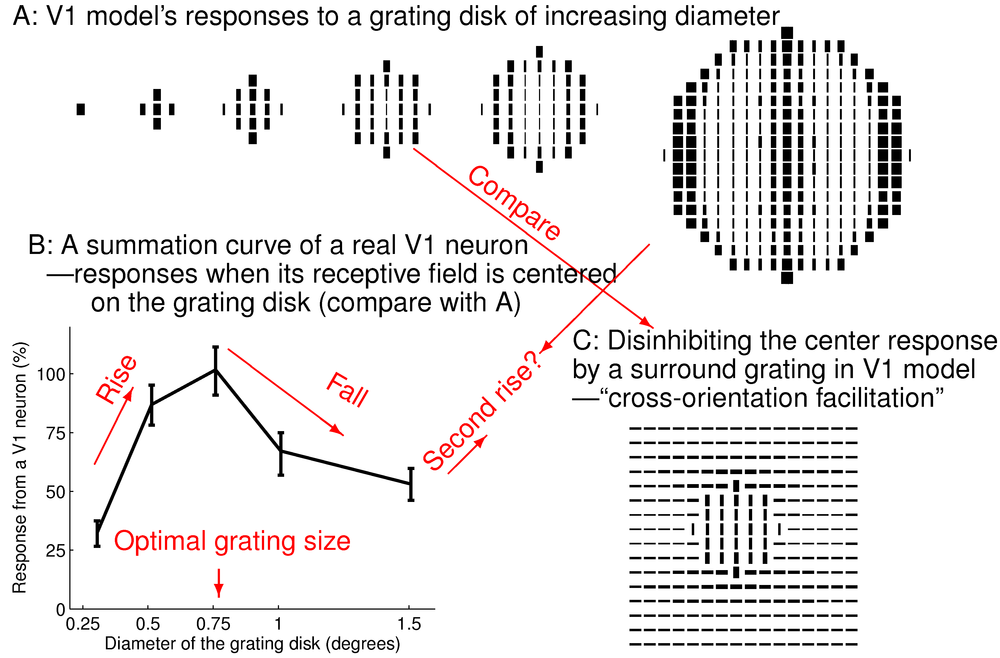 A: V1 model's responses to a grating disk of increasing diameter
Compare
B: A summation curve of a real V1 neuron
—responses when its receptive field is centered
on the grating disk (compare with A)
Response from a V1 neuron (%)
100
75
50
25
0
0.25 0.5 0.75 1 1.5
Diameter of the grating disk (degrees)
Rise
Fall
Second rise?
Optimal grating size
C: Disinhibiting the center response
by a surround grating in V1 model
—“cross-orientation facilitation”